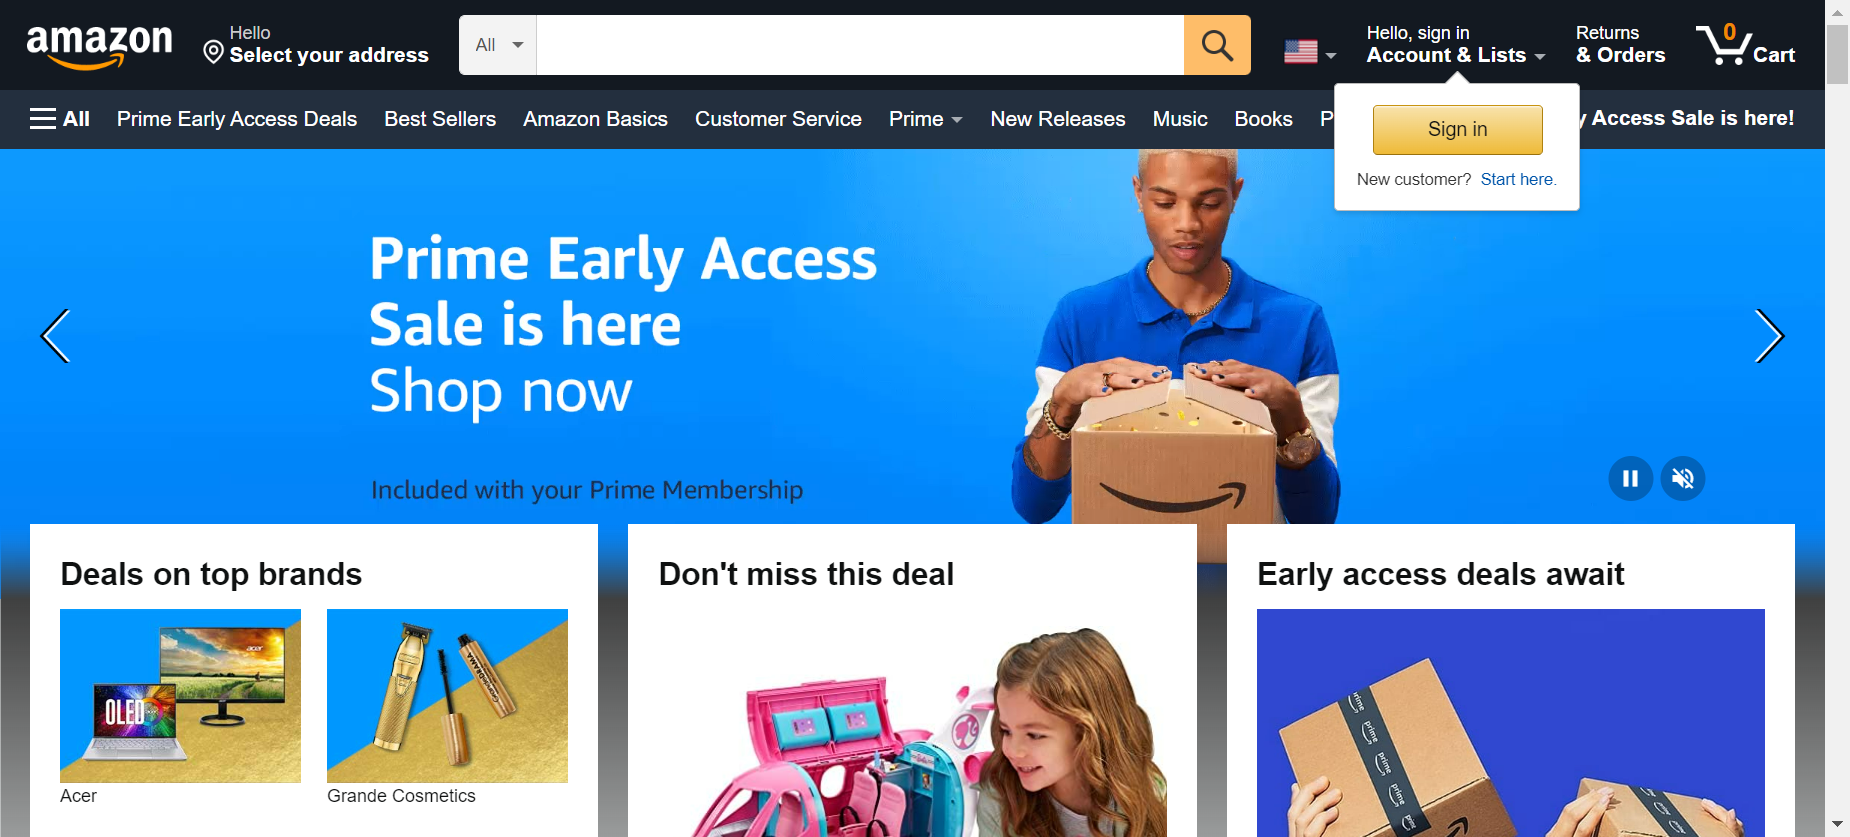 amazon
Hello
Select your address
All
Hello, sign in
Account & Lists
Returns
& Orders
0
Cart
All
Prime Early Access Deals
Best Sellers
Amazon Basics
Customer Service
Prime
New Releases
Music
Books
P
y Access Sale is here!
Sign in
New customer? Start here.
Prime Early Access
Sale is here
Shop now
Included with your Prime Membership
Deals on top brands
Don't miss this deal
Early access deals await
acer
OLED
GrandeDRAMA
prime
prime
prime
prime
prime
Acer
Grande Cosmetics